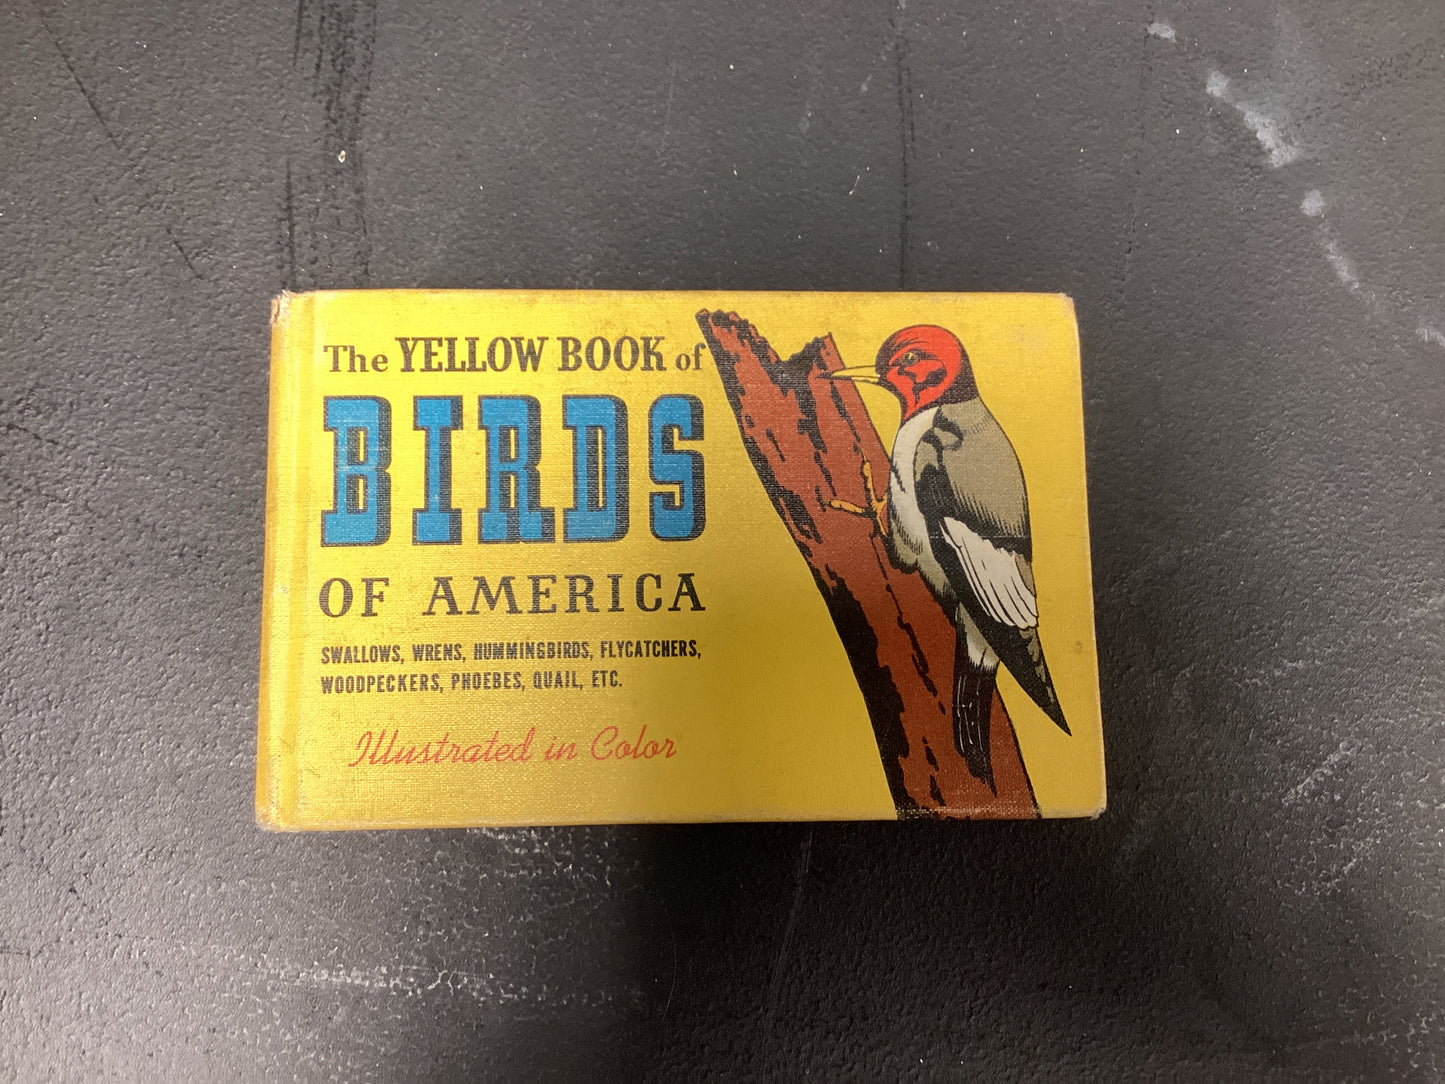 The YELLOW BOOK of
BIRDS
OF AMERICA
SWALLOWS, WRENS, HUMMINGBIRDS, FLYCATCHERS,
WOODPECKERS, PHOEBES, QUAIL, ETC.
Illustrated in Color